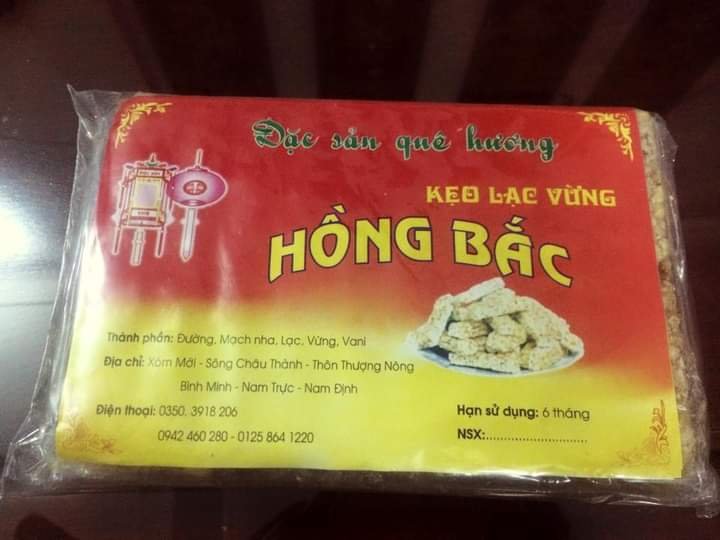 Đặc sản quê hương
KẸO LẠC VỪNG
HỒNG BẮC
Thành phần: Đường, Mạch nha, Lạc, Vừng, Vani
Địa chỉ: Xóm Mới - Sông Châu Thành - Thôn Thượng Nông
Bình Minh - Nam Trực - Nam Định
Điện thoại: 0350. 3918 206
0942 460 280 - 0125 864 1220
Hạn sử dụng: 6 tháng
NSX:..............................